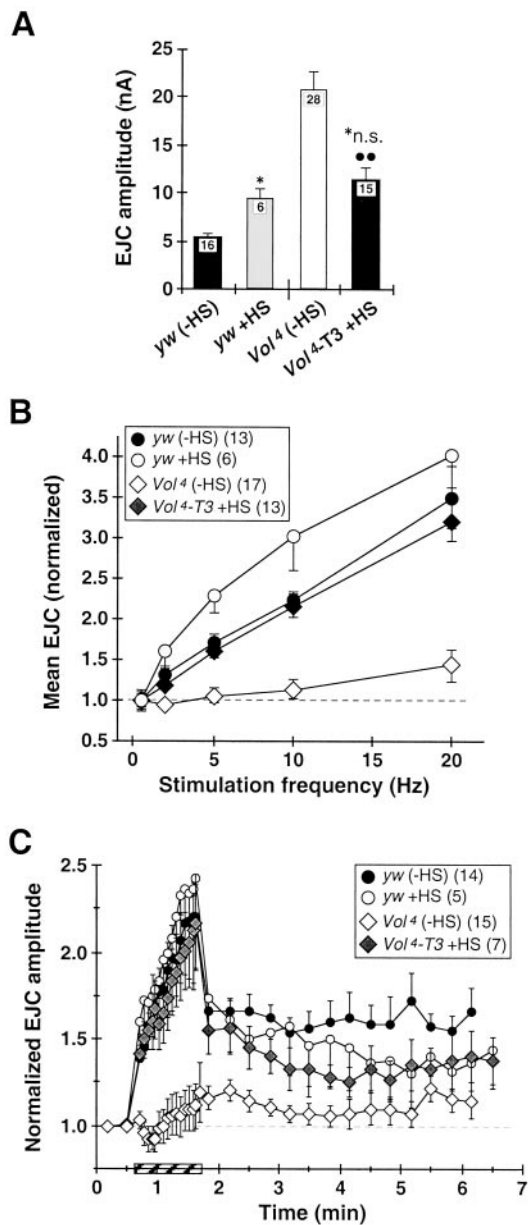 A
EJC amplitude (nA)
25
20
15
10
5
0
16
6
28
15
*
*n.s.
●●
yw (-HS)
yw +HS
Vol⁴ (-HS)
Vol⁴-T3 +HS
B
● yw (-HS) (13)
○ yw +HS (6)
◇ Vol⁴ (-HS) (17)
◆ Vol⁴-T3 +HS (13)
Mean EJC (normalized)
4.0
3.5
3.0
2.5
2.0
1.5
1.0
0.5
0
5
10
15
20
Stimulation frequency (Hz)
C
● yw (-HS) (14)
○ yw +HS (5)
◇ Vol⁴ (-HS) (15)
◆ Vol⁴-T3 +HS (7)
Normalized EJC amplitude
2.5
2.0
1.5
1.0
0
1
2
3
4
5
6
7
Time (min)